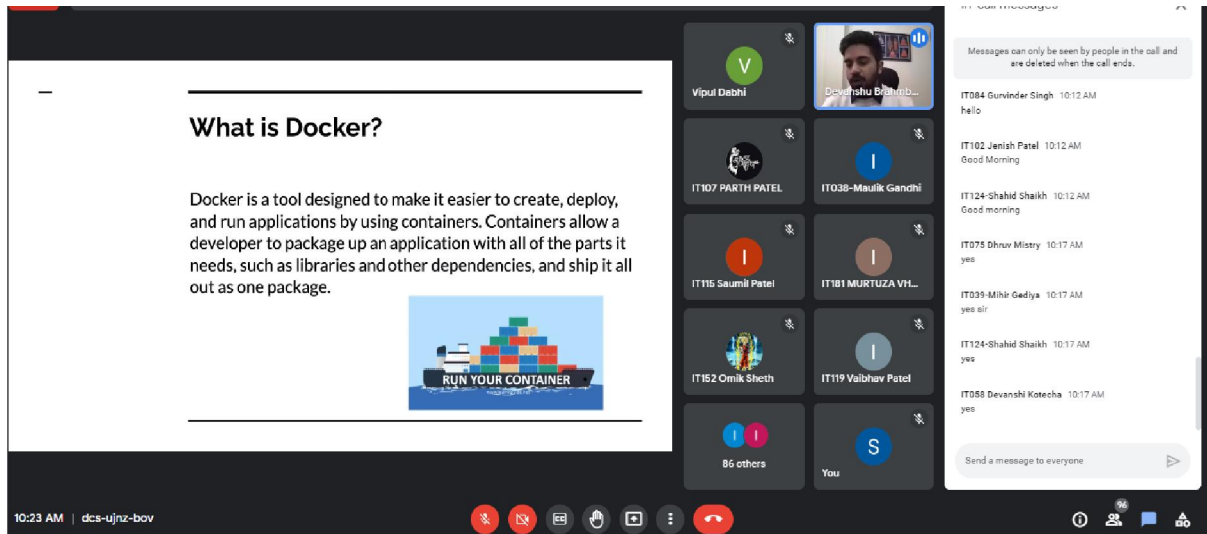 What is Docker?
Docker is a tool designed to make it easier to create, deploy,
and run applications by using containers. Containers allow a
developer to package up an application with all of the parts it
needs, such as libraries and other dependencies, and ship it all
out as one package.
RUN YOUR CONTAINER
V
Vipul Dabhi
Devanshu Brahmb...
IT107 PARTH PATEL
I
IT038-Maulik Gandhi
I
IT115 Saumil Patel
I
IT181 MURTUZA VH...
IT152 Omik Sheth
I
IT119 Vaibhav Patel
I I
86 others
S
You
Messages can only be seen by people in the call and
are deleted when the call ends.
IT084 Gurvinder Singh 10:12 AM
hello
IT102 Jenish Patel 10:12 AM
Good Morning
IT124-Shahid Shaikh 10:12 AM
Good morning
IT075 Dhruv Mistry 10:17 AM
yes
IT039-Mihir Gediya 10:17 AM
yes sir
IT124-Shahid Shaikh 10:17 AM
yes
IT058 Devanshi Kotecha 10:17 AM
yes
Send a message to everyone
10:23 AM | dcs-ujnz-bov
CC
96